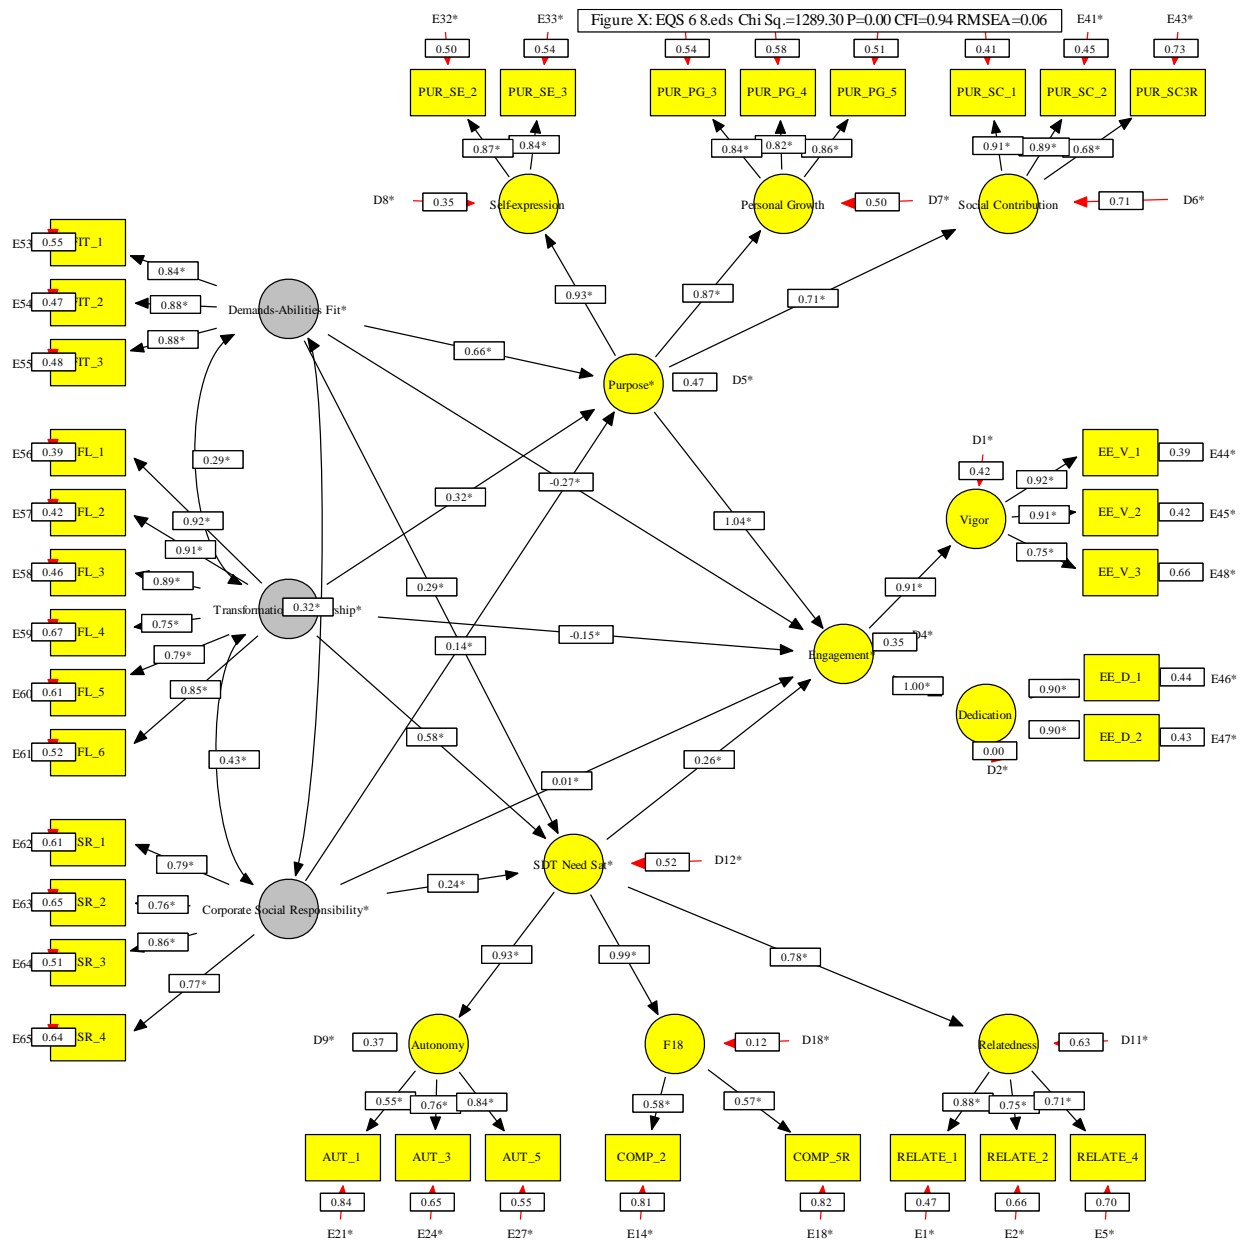 E32* E33* Figure X: EQS 6 8.eds Chi Sq.=1289.30 P=0.00 CFI=0.94 RMSEA=0.06 E41* E43*
0.50 0.54 0.54 0.58 0.51 0.41 0.45 0.73
PUR_SE_2 PUR_SE_3 PUR_PG_3 PUR_PG_4 PUR_PG_5 PUR_SC_1 PUR_SC_2 PUR_SC3R
0.87* 0.84* 0.84* 0.82* 0.86* 0.91* 0.89* 0.68*
D8* 0.35 Self-expression Personal Growth 0.50 D7* Social Contribution 0.71 D6*
E53 0.55 IT_1
0.84*
E54 0.47 IT_2 0.88* Demands-Abilities Fit* 0.93* 0.87* 0.71*
0.88*
E55 0.48 IT_3 0.66*
Purpose* 0.47 D5*
E56 0.39 FL_1 0.29* D1* EE_V_1 0.39 E44*
0.42 0.92*
-0.27*
0.32*
E57 0.42 FL_2 0.92* 1.04* Vigor 0.91* EE_V_2 0.42 E45*
0.91* 0.75*
E58 0.46 FL_3 0.89* 0.29* 0.91* EE_V_3 0.66 E48*
Transformatio 0.32* ship*
E59 0.67 FL_4 0.75* -0.15* 0.35 D4*
0.79* 0.14* Engagement*
E60 0.61 FL_5 0.85* 1.00* 0.90* EE_D_1 0.44 E46*
Dedication
E61 0.52 FL_6 0.58* 0.90* EE_D_2 0.43 E47*
0.43* 0.26* 0.00
D2*
0.01*
E62 0.61 SR_1
0.79* SDT Need Sat* 0.52 D12*
0.24*
E63 0.65 SR_2 0.76* Corporate Social Responsibility*
0.86*
E64 0.51 SR_3 0.93* 0.99* 0.78*
0.77*
E65 0.64 SR_4 D9* 0.37 Autonomy F18 0.12 D18* Relatedness 0.63 D11*
0.55* 0.76* 0.84* 0.58* 0.57* 0.88* 0.75* 0.71*
AUT_1 AUT_3 AUT_5 COMP_2 COMP_5R RELATE_1 RELATE_2 RELATE_4
0.84 0.65 0.55 0.81 0.82 0.47 0.66 0.70
E21* E24* E27* E14* E18* E1* E2* E5*